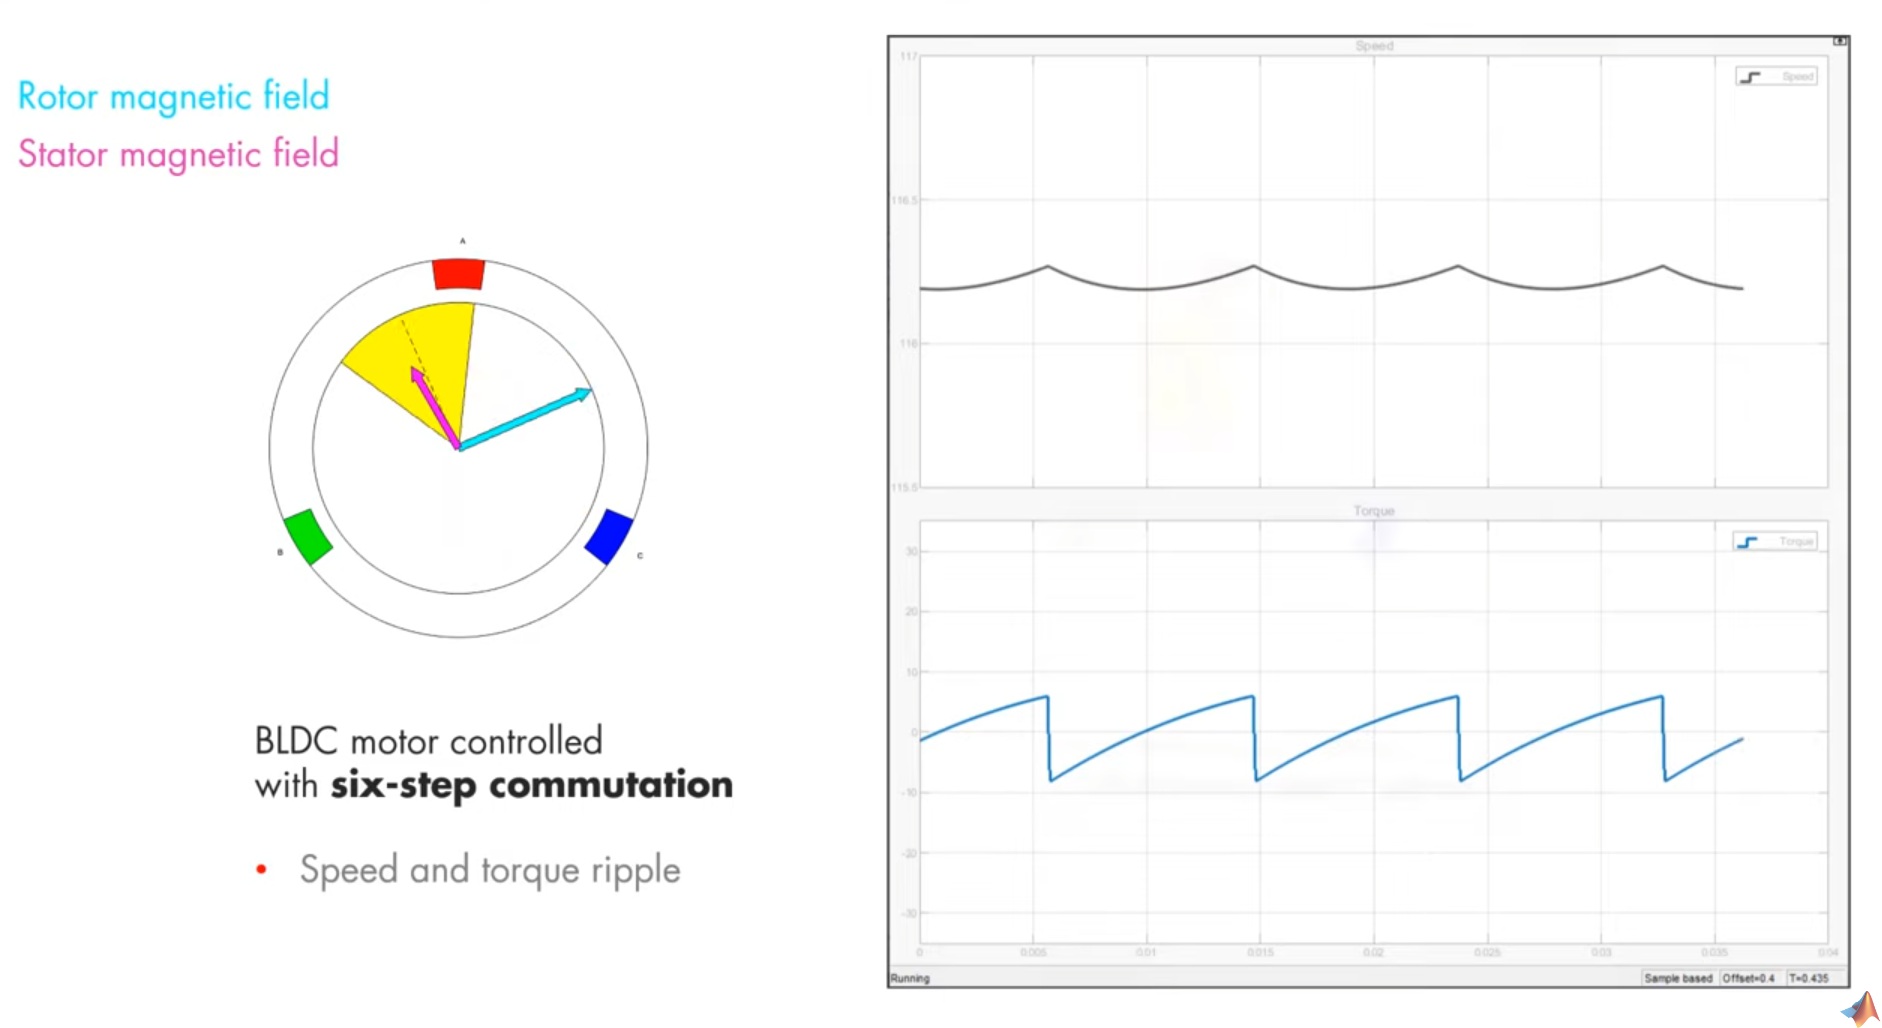 Rotor magnetic field
Stator magnetic field
A
B
C
BLDC motor controlled
with six-step commutation
• Speed and torque ripple
Speed
Speed
117
116.5
116
115.5
Torque
Torque
30
20
10
0
-10
-20
-30
0 0.005 0.01 0.015 0.02 0.025 0.03 0.035 0.04
Running Sample based Offset=0.4 T=0.435